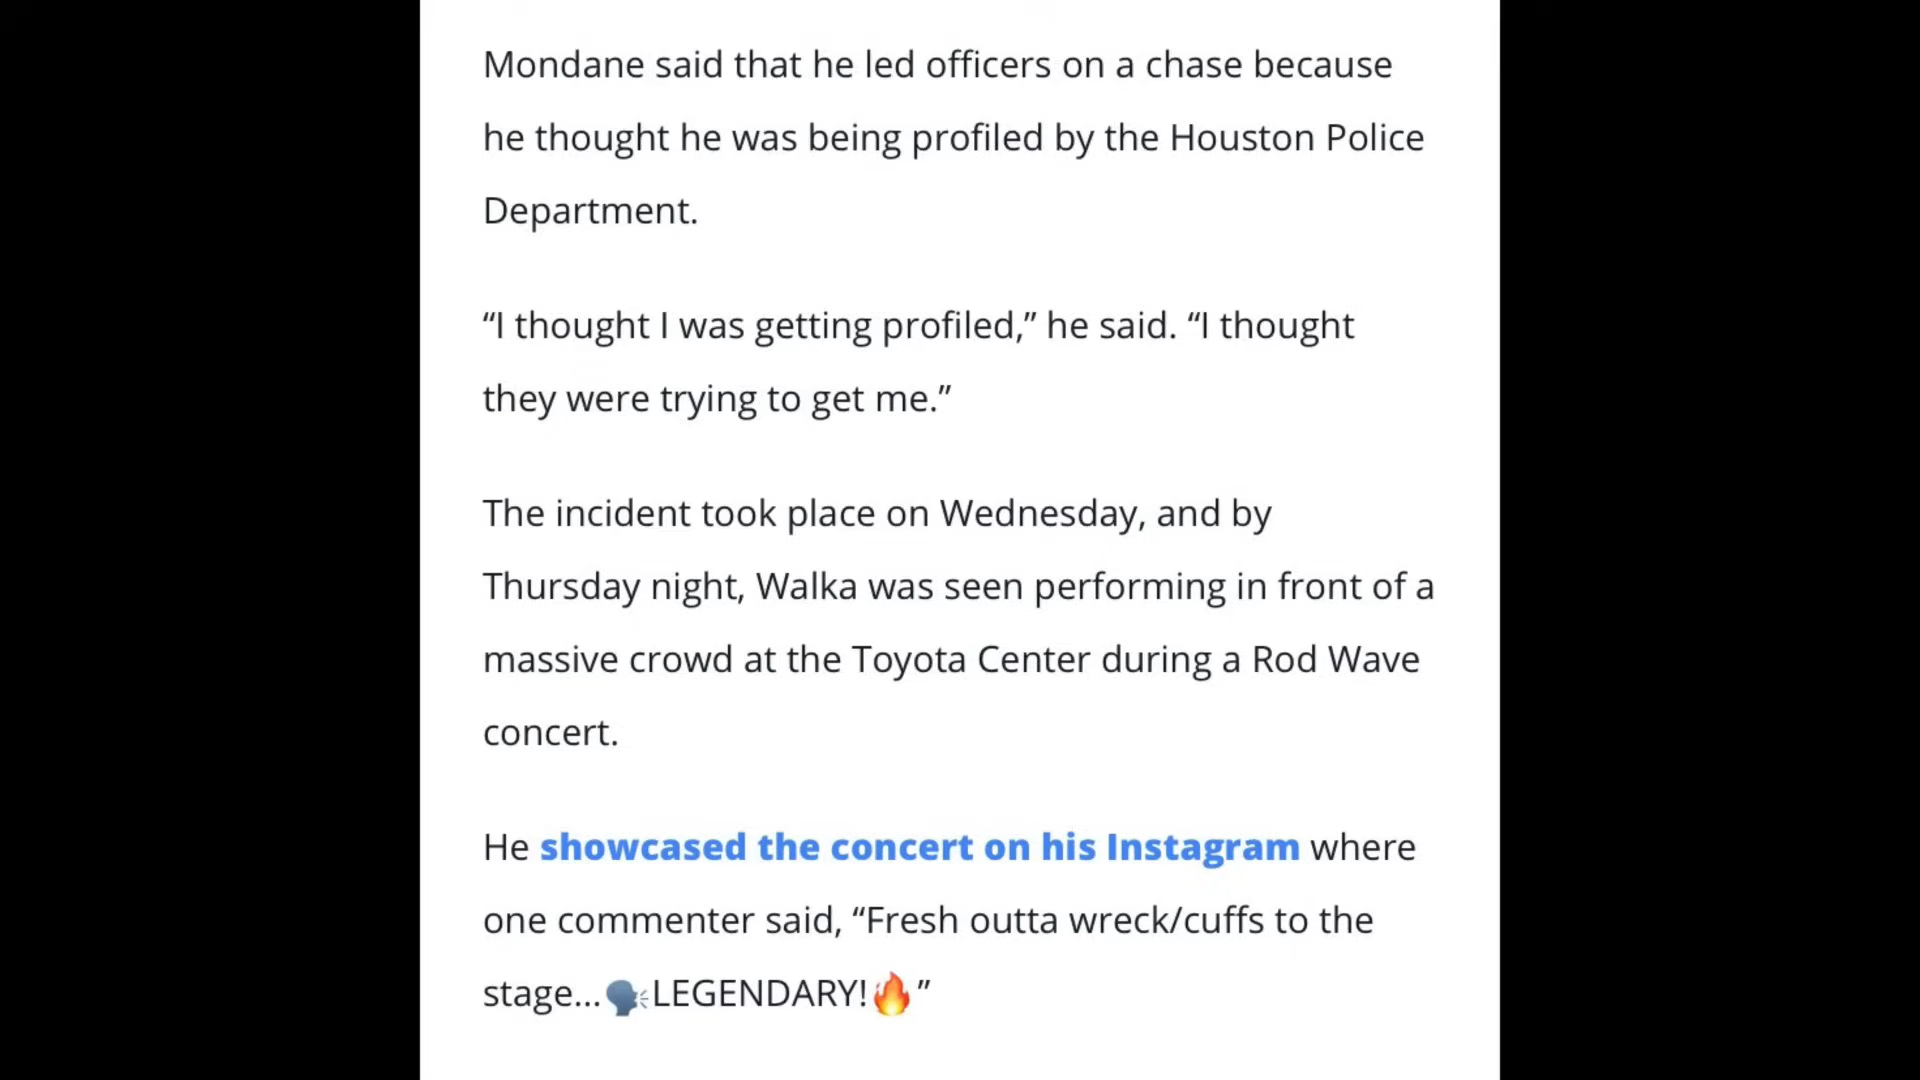 Mondane said that he led officers on a chase because
he thought he was being profiled by the Houston Police
Department.
“I thought I was getting profiled,” he said. “I thought
they were trying to get me.”
The incident took place on Wednesday, and by
Thursday night, Walka was seen performing in front of a
massive crowd at the Toyota Center during a Rod Wave
concert.
He showcased the concert on his Instagram where
one commenter said, “Fresh outta wreck/cuffs to the
stage...🗣️LEGENDARY!🔥”